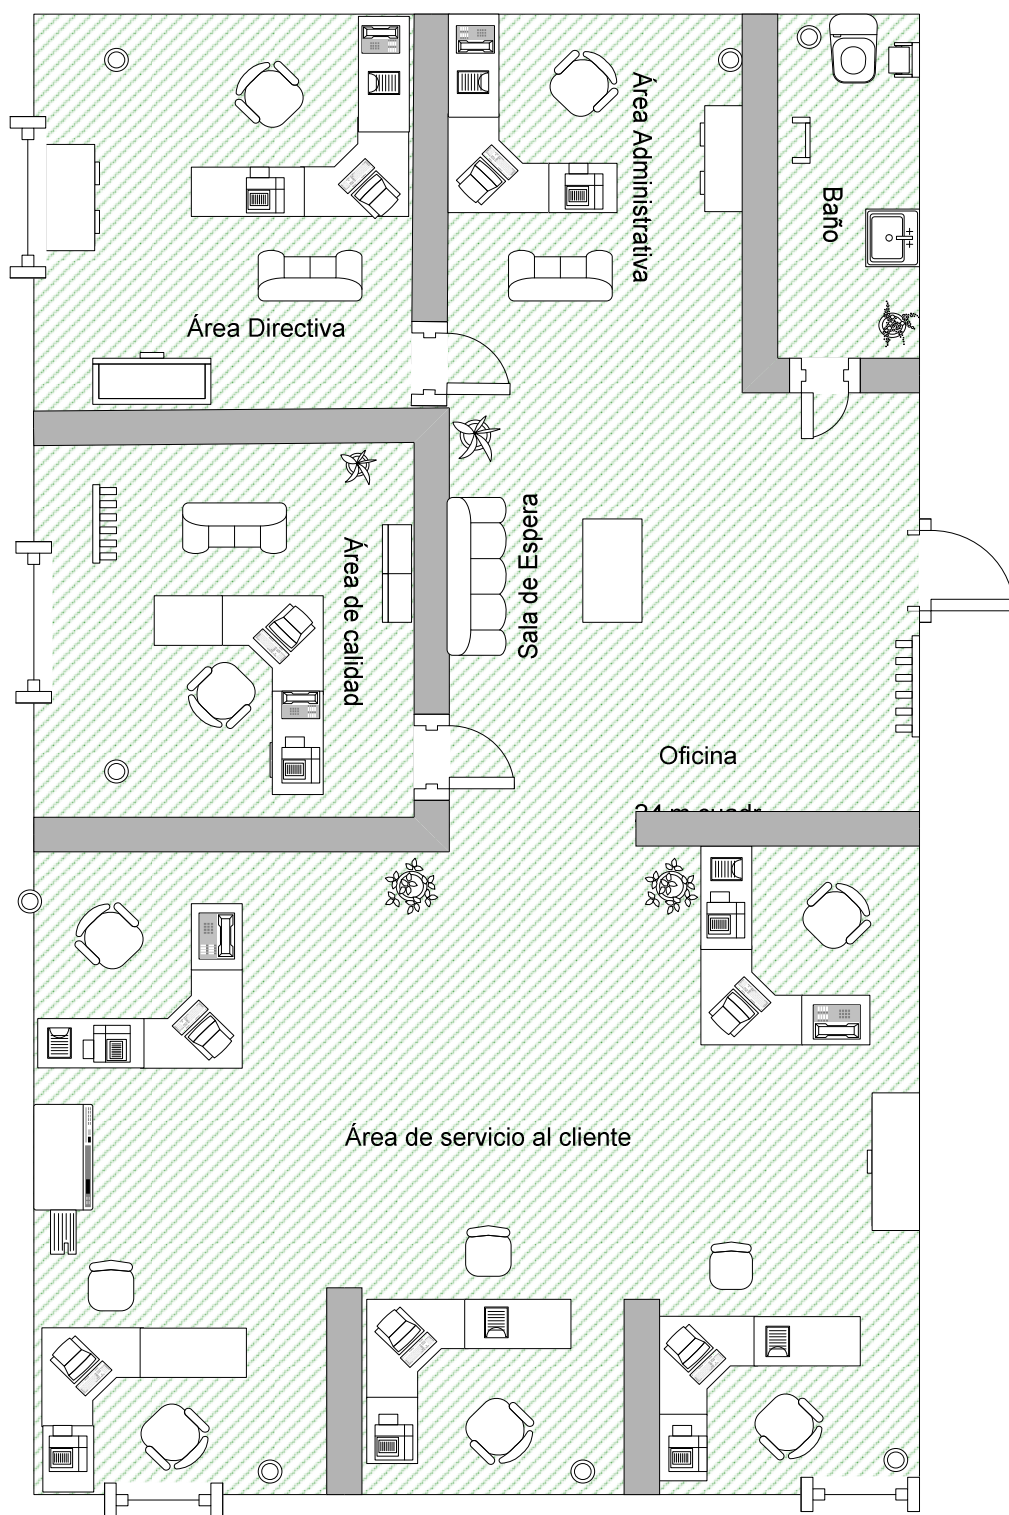 Área Administrativa
Baño
Área Directiva
Sala de Espera
Área de calidad
Oficina
Área de servicio al cliente